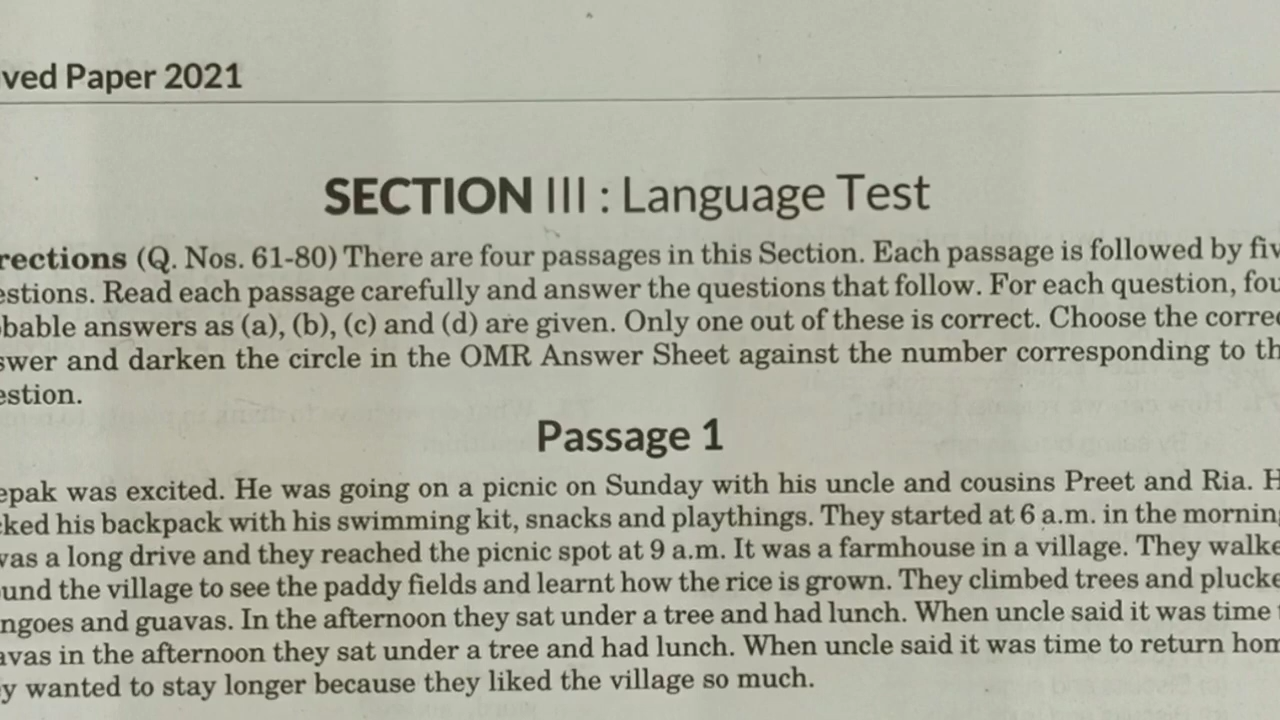 ved Paper 2021
SECTION III : Language Test
rections (Q. Nos. 61-80) There are four passages in this Section. Each passage is followed by fiv
estions. Read each passage carefully and answer the questions that follow. For each question, fou
bable answers as (a), (b), (c) and (d) are given. Only one out of these is correct. Choose the correc
swer and darken the circle in the OMR Answer Sheet against the number corresponding to th
estion.
Passage 1
epak was excited. He was going on a picnic on Sunday with his uncle and cousins Preet and Ria. H
cked his backpack with his swimming kit, snacks and playthings. They started at 6 a.m. in the morning
was a long drive and they reached the picnic spot at 9 a.m. It was a farmhouse in a village. They walke
und the village to see the paddy fields and learnt how the rice is grown. They climbed trees and plucke
ngoes and guavas. In the afternoon they sat under a tree and had lunch. When uncle said it was time
avas in the afternoon they sat under a tree and had lunch. When uncle said it was time to return hom
y wanted to stay longer because they liked the village so much.